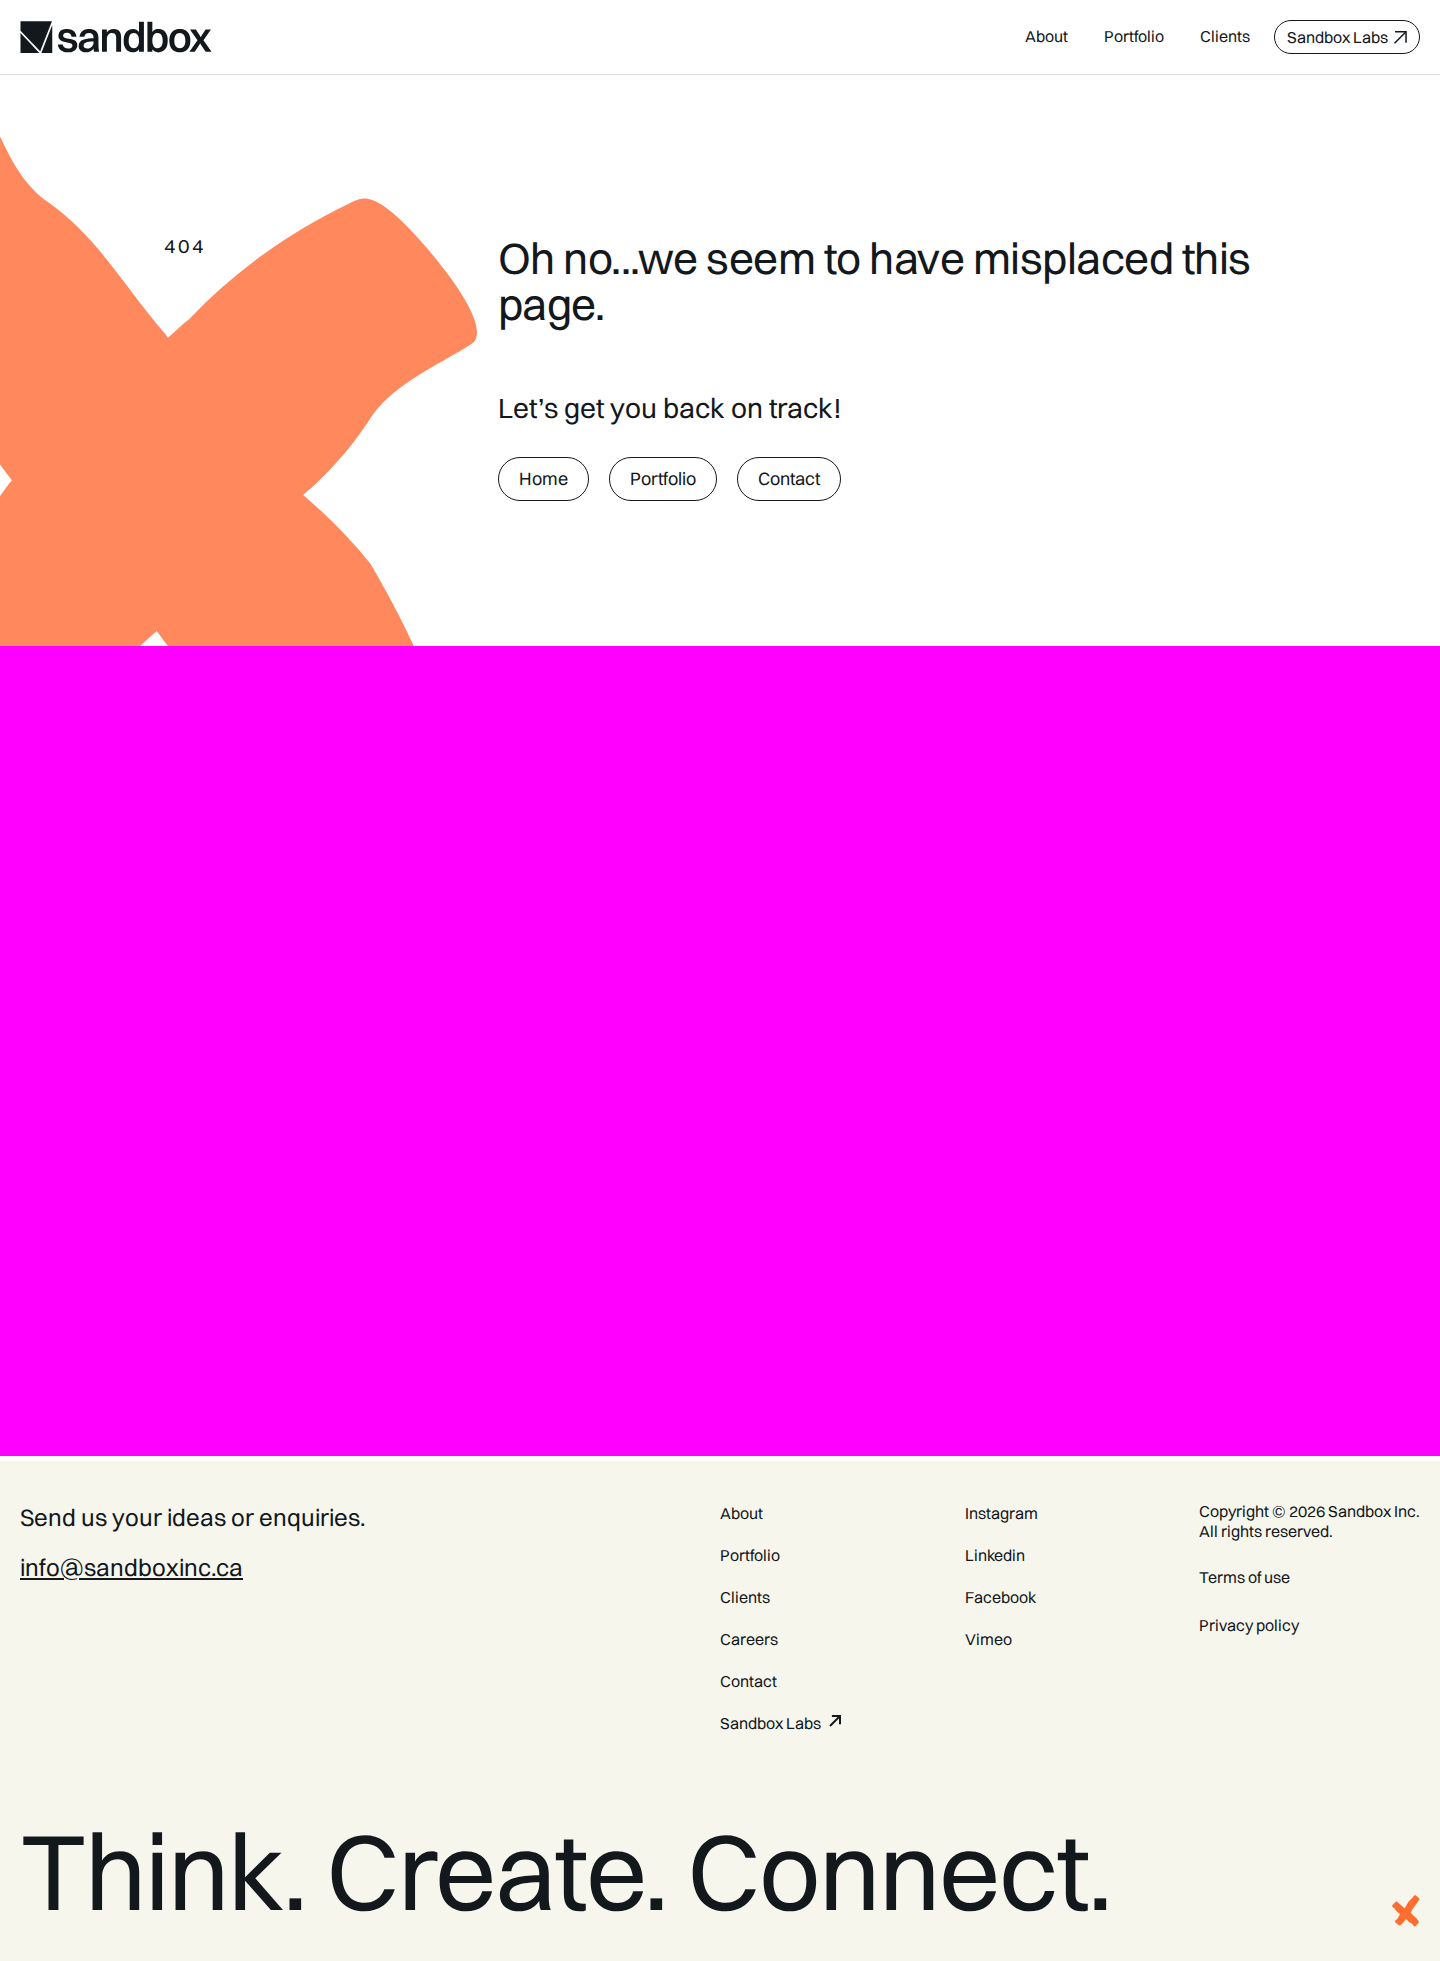 sandbox
About
Portfolio
Clients
Sandbox Labs
404
Oh no...we seem to have misplaced this
page.
Let’s get you back on track!
Home
Portfolio
Contact
Send us your ideas or enquiries.
info@sandboxinc.ca
About
Portfolio
Clients
Careers
Contact
Sandbox Labs
Instagram
Linkedin
Facebook
Vimeo
Copyright © 2026 Sandbox Inc.
All rights reserved.
Terms of use
Privacy policy
Think. Create. Connect.